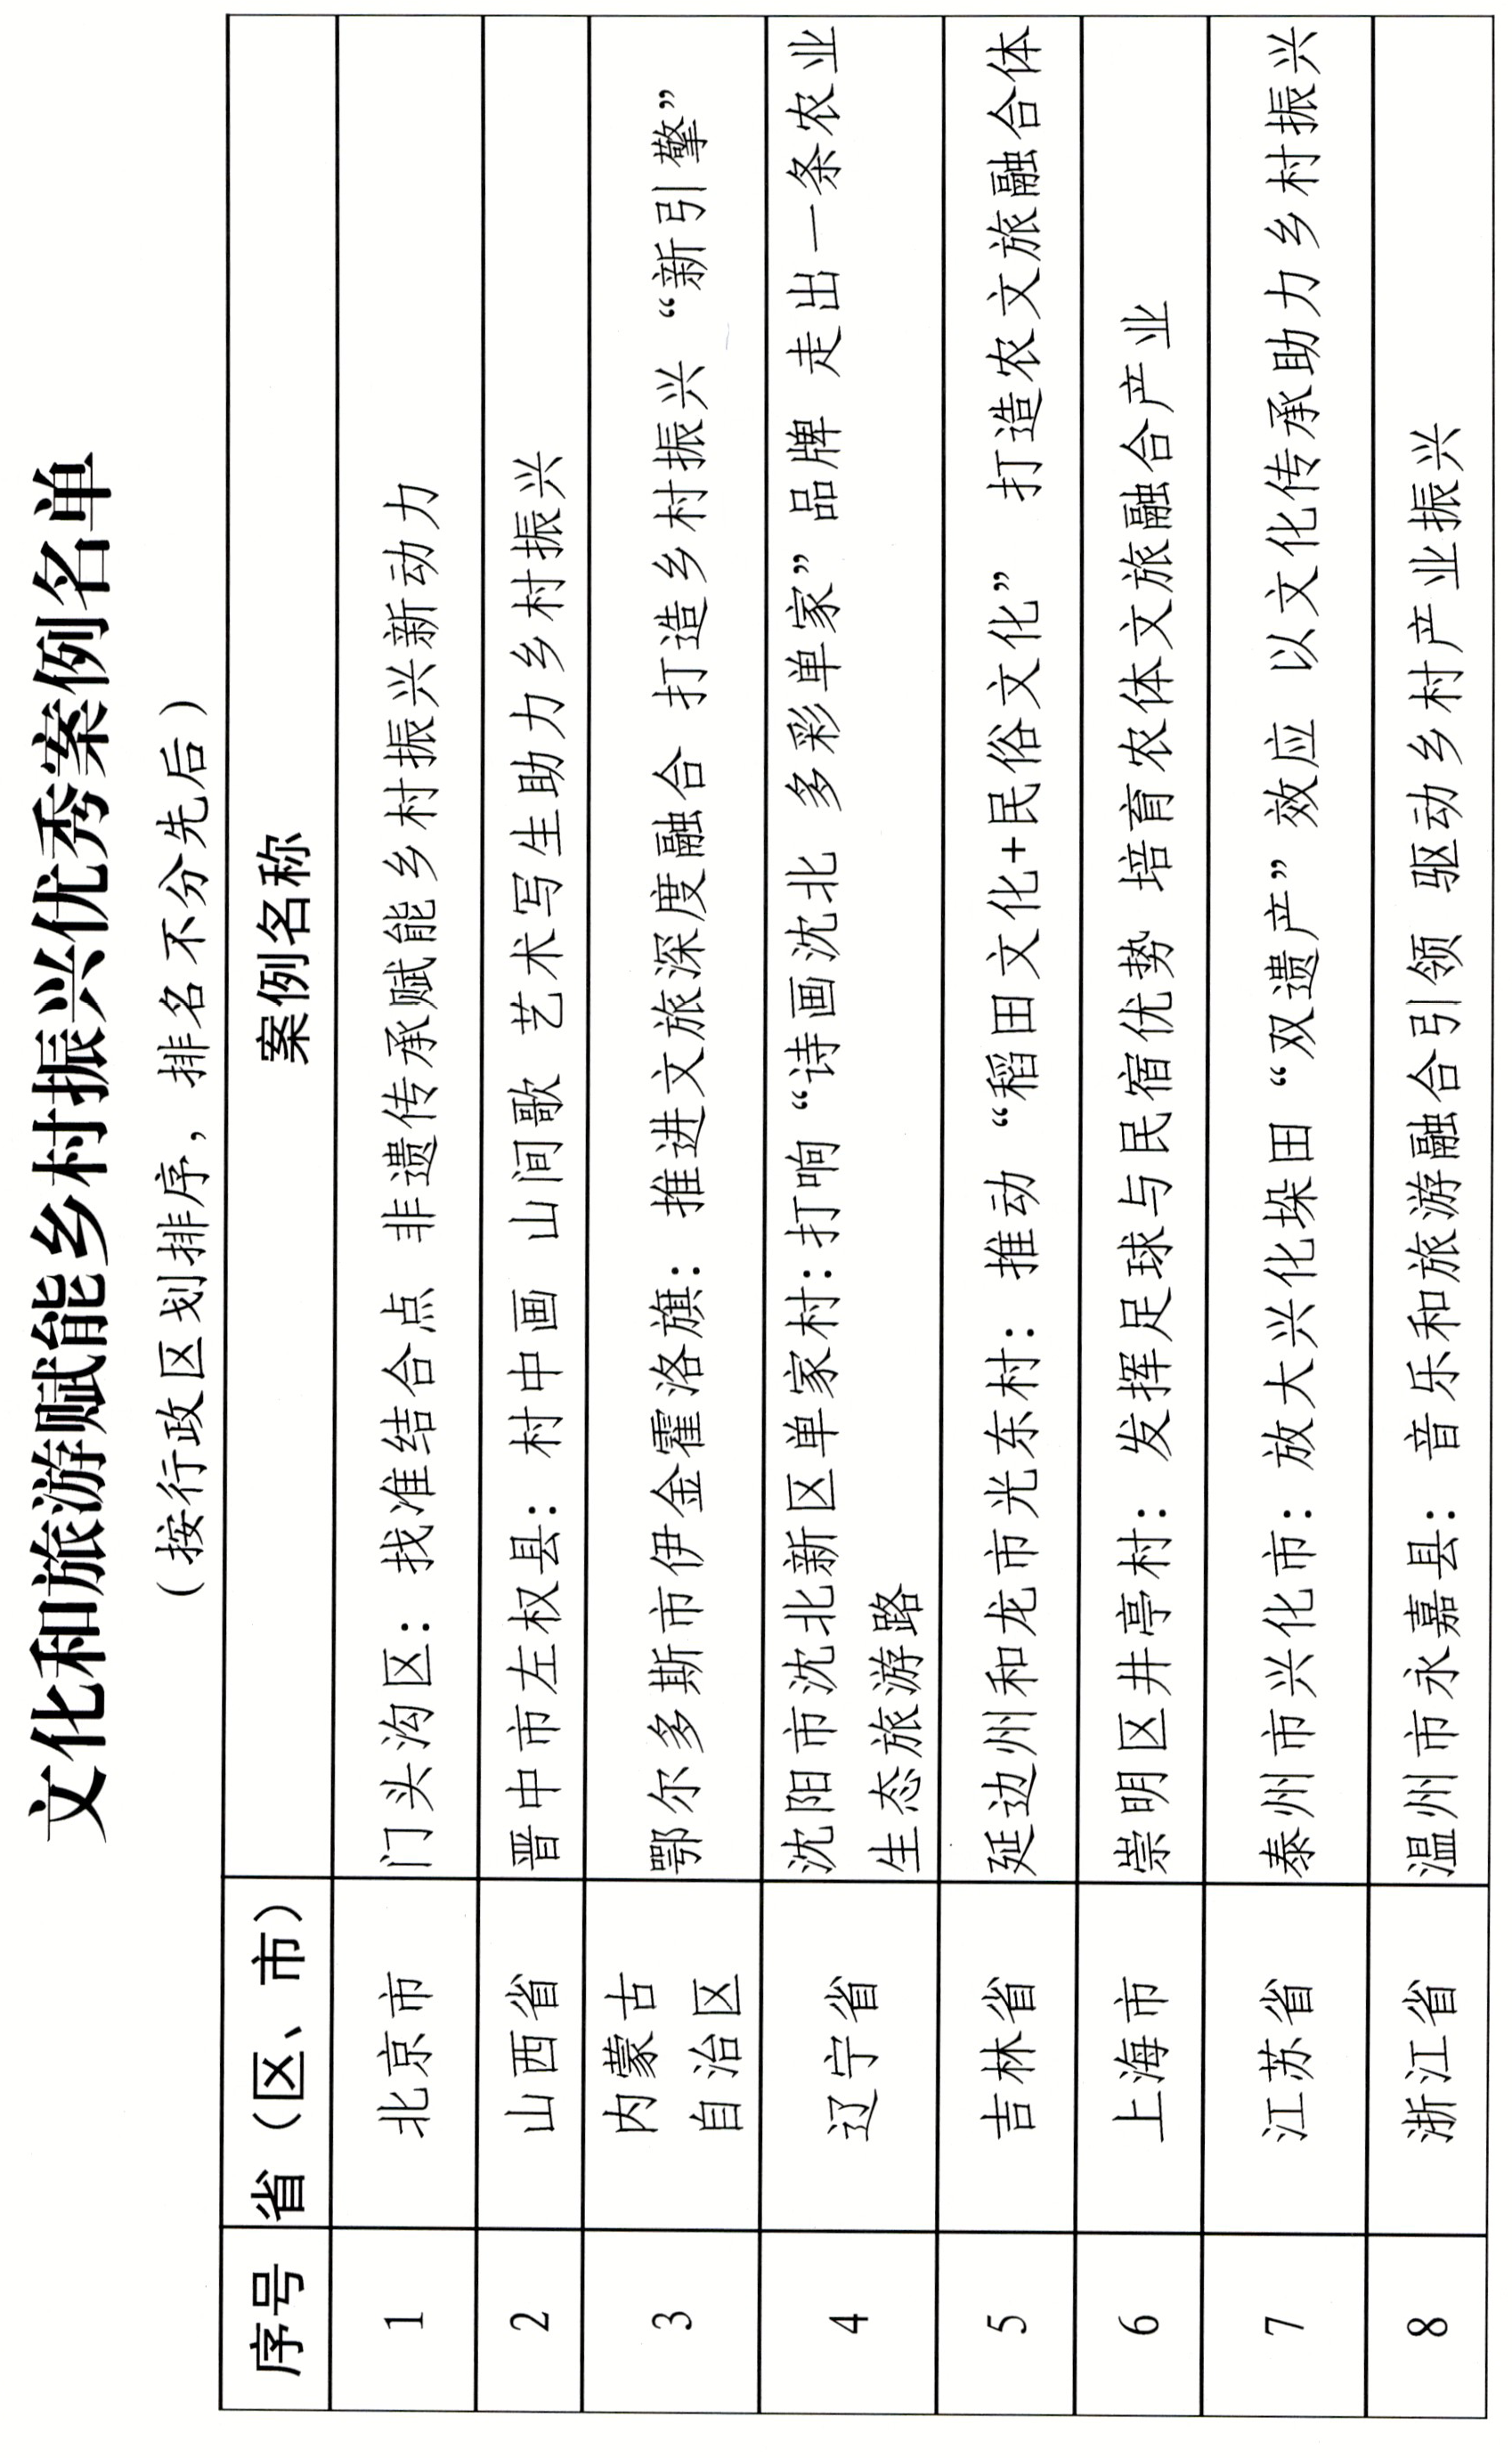 文化和旅游赋能乡村振兴优秀案例名单
（按行政区划排序，排名不分先后）
序号 省（区、市） 案例名称
1 北京市 门头沟区：找准结合点 非遗传承赋能乡村振兴新动力
2 山西省 晋中市左权县：村中画 山间歌 艺术写生助力乡村振兴
3 内蒙古
自治区 鄂尔多斯市伊金霍洛旗：推进文旅深度融合 打造乡村振兴“新引擎”
4 辽宁省 沈阳市沈北新区单家村：打响”诗画沈北 多彩单家”品牌 走出一条农业
生态旅游路
5 吉林省 延边州和龙市光东村：推动“稻田文化+民俗文化” 打造农文旅融合体
6 上海市 崇明区井亭村：发挥足球与民宿优势 培育农体文旅融合产业
7 江苏省 泰州市兴化市：放大兴化垛田“双遗产”效应 以文化传承助力乡村振兴
8 浙江省 温州市永嘉县：音乐和旅游融合引领 驱动乡村产业振兴